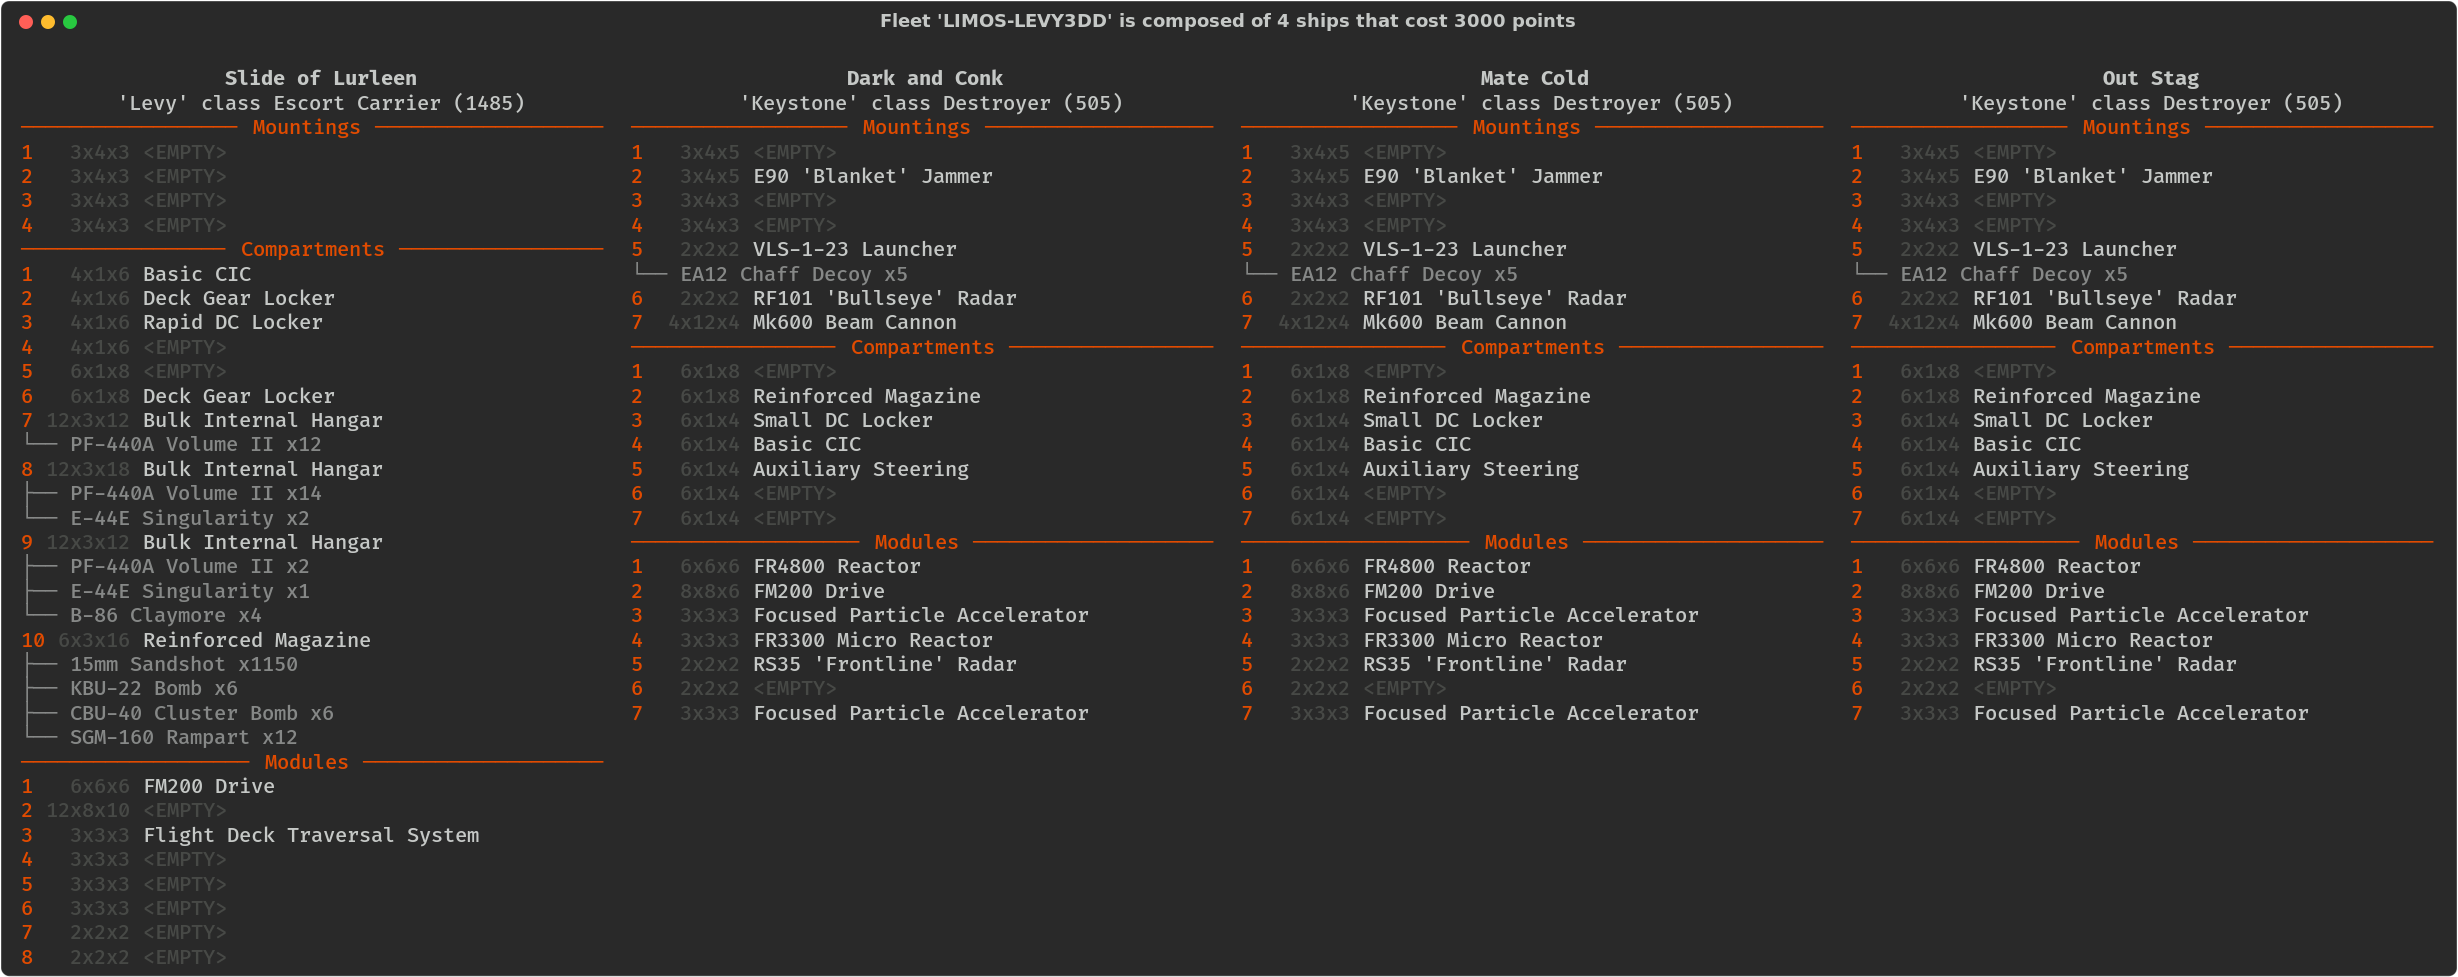 Fleet 'LIMOS-LEVY3DD' is composed of 4 ships that cost 3000 points
Slide of Lurleen
'Levy' class Escort Carrier (1485)
Mountings
1 3x4x3 <EMPTY>
2 3x4x3 <EMPTY>
3 3x4x3 <EMPTY>
4 3x4x3 <EMPTY>
Compartments
1 4x1x6 Basic CIC
2 4x1x6 Deck Gear Locker
3 4x1x6 Rapid DC Locker
4 4x1x6 <EMPTY>
5 6x1x8 <EMPTY>
6 6x1x8 Deck Gear Locker
7 12x3x12 Bulk Internal Hangar
└── PF-440A Volume II x12
8 12x3x18 Bulk Internal Hangar
├── PF-440A Volume II x14
└── E-44E Singularity x2
9 12x3x12 Bulk Internal Hangar
├── PF-440A Volume II x2
├── E-44E Singularity x1
└── B-86 Claymore x4
10 6x3x16 Reinforced Magazine
├── 15mm Sandshot x1150
├── KBU-22 Bomb x6
├── CBU-40 Cluster Bomb x6
└── SGM-160 Rampart x12
Modules
1 6x6x6 FM200 Drive
2 12x8x10 <EMPTY>
3 3x3x3 Flight Deck Traversal System
4 3x3x3 <EMPTY>
5 3x3x3 <EMPTY>
6 3x3x3 <EMPTY>
7 2x2x2 <EMPTY>
8 2x2x2 <EMPTY>
Dark and Conk
'Keystone' class Destroyer (505)
Mountings
1 3x4x5 <EMPTY>
2 3x4x5 E90 'Blanket' Jammer
3 3x4x3 <EMPTY>
4 3x4x3 <EMPTY>
5 2x2x2 VLS-1-23 Launcher
└── EA12 Chaff Decoy x5
6 2x2x2 RF101 'Bullseye' Radar
7 4x12x4 Mk600 Beam Cannon
Compartments
1 6x1x8 <EMPTY>
2 6x1x8 Reinforced Magazine
3 6x1x4 Small DC Locker
4 6x1x4 Basic CIC
5 6x1x4 Auxiliary Steering
6 6x1x4 <EMPTY>
7 6x1x4 <EMPTY>
Modules
1 6x6x6 FR4800 Reactor
2 8x8x6 FM200 Drive
3 3x3x3 Focused Particle Accelerator
4 3x3x3 FR3300 Micro Reactor
5 2x2x2 RS35 'Frontline' Radar
6 2x2x2 <EMPTY>
7 3x3x3 Focused Particle Accelerator
Mate Cold
'Keystone' class Destroyer (505)
Mountings
1 3x4x5 <EMPTY>
2 3x4x5 E90 'Blanket' Jammer
3 3x4x3 <EMPTY>
4 3x4x3 <EMPTY>
5 2x2x2 VLS-1-23 Launcher
└── EA12 Chaff Decoy x5
6 2x2x2 RF101 'Bullseye' Radar
7 4x12x4 Mk600 Beam Cannon
Compartments
1 6x1x8 <EMPTY>
2 6x1x8 Reinforced Magazine
3 6x1x4 Small DC Locker
4 6x1x4 Basic CIC
5 6x1x4 Auxiliary Steering
6 6x1x4 <EMPTY>
7 6x1x4 <EMPTY>
Modules
1 6x6x6 FR4800 Reactor
2 8x8x6 FM200 Drive
3 3x3x3 Focused Particle Accelerator
4 3x3x3 FR3300 Micro Reactor
5 2x2x2 RS35 'Frontline' Radar
6 2x2x2 <EMPTY>
7 3x3x3 Focused Particle Accelerator
Out Stag
'Keystone' class Destroyer (505)
Mountings
1 3x4x5 <EMPTY>
2 3x4x5 E90 'Blanket' Jammer
3 3x4x3 <EMPTY>
4 3x4x3 <EMPTY>
5 2x2x2 VLS-1-23 Launcher
└── EA12 Chaff Decoy x5
6 2x2x2 RF101 'Bullseye' Radar
7 4x12x4 Mk600 Beam Cannon
Compartments
1 6x1x8 <EMPTY>
2 6x1x8 Reinforced Magazine
3 6x1x4 Small DC Locker
4 6x1x4 Basic CIC
5 6x1x4 Auxiliary Steering
6 6x1x4 <EMPTY>
7 6x1x4 <EMPTY>
Modules
1 6x6x6 FR4800 Reactor
2 8x8x6 FM200 Drive
3 3x3x3 Focused Particle Accelerator
4 3x3x3 FR3300 Micro Reactor
5 2x2x2 RS35 'Frontline' Radar
6 2x2x2 <EMPTY>
7 3x3x3 Focused Particle Accelerator